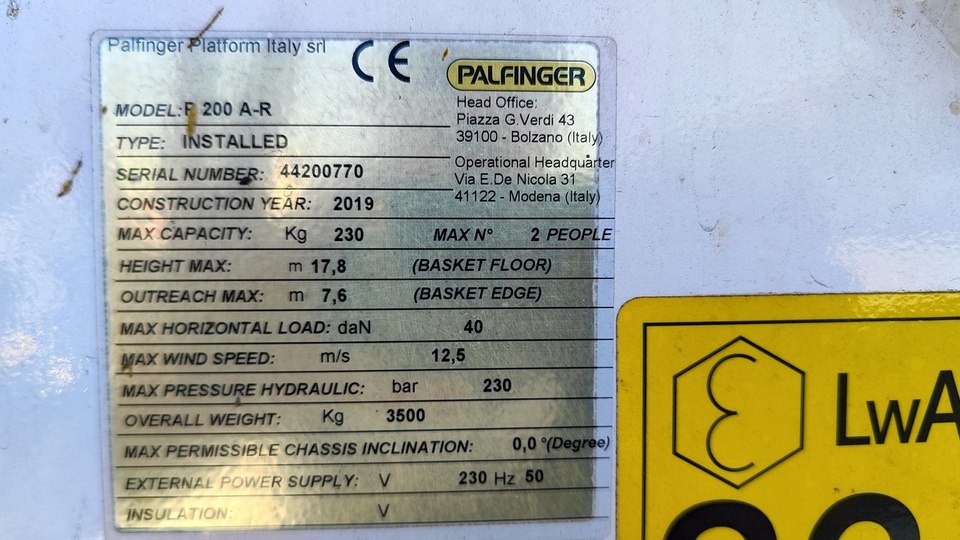 Palfinger Platform Italy srl
CE
PALFINGER
MODEL: P 200 A-R
TYPE: INSTALLED
SERIAL NUMBER: 44200770
CONSTRUCTION YEAR: 2019
Head Office:
Piazza G.Verdi 43
39100 - Bolzano (Italy)
Operational Headquarter
Via E.De Nicola 31
41122 - Modena (Italy)
MAX CAPACITY: Kg 230 MAX N° 2 PEOPLE
HEIGHT MAX: m 17,8 (BASKET FLOOR)
OUTREACH MAX: m 7,6 (BASKET EDGE)
MAX HORIZONTAL LOAD: daN 40
MAX WIND SPEED: m/s 12,5
MAX PRESSURE HYDRAULIC: bar 230
OVERALL WEIGHT: Kg 3500
MAX PERMISSIBLE CHASSIS INCLINATION: 0,0 °(Degree)
EXTERNAL POWER SUPPLY: V 230 Hz 50
INSULATION: V
LWA